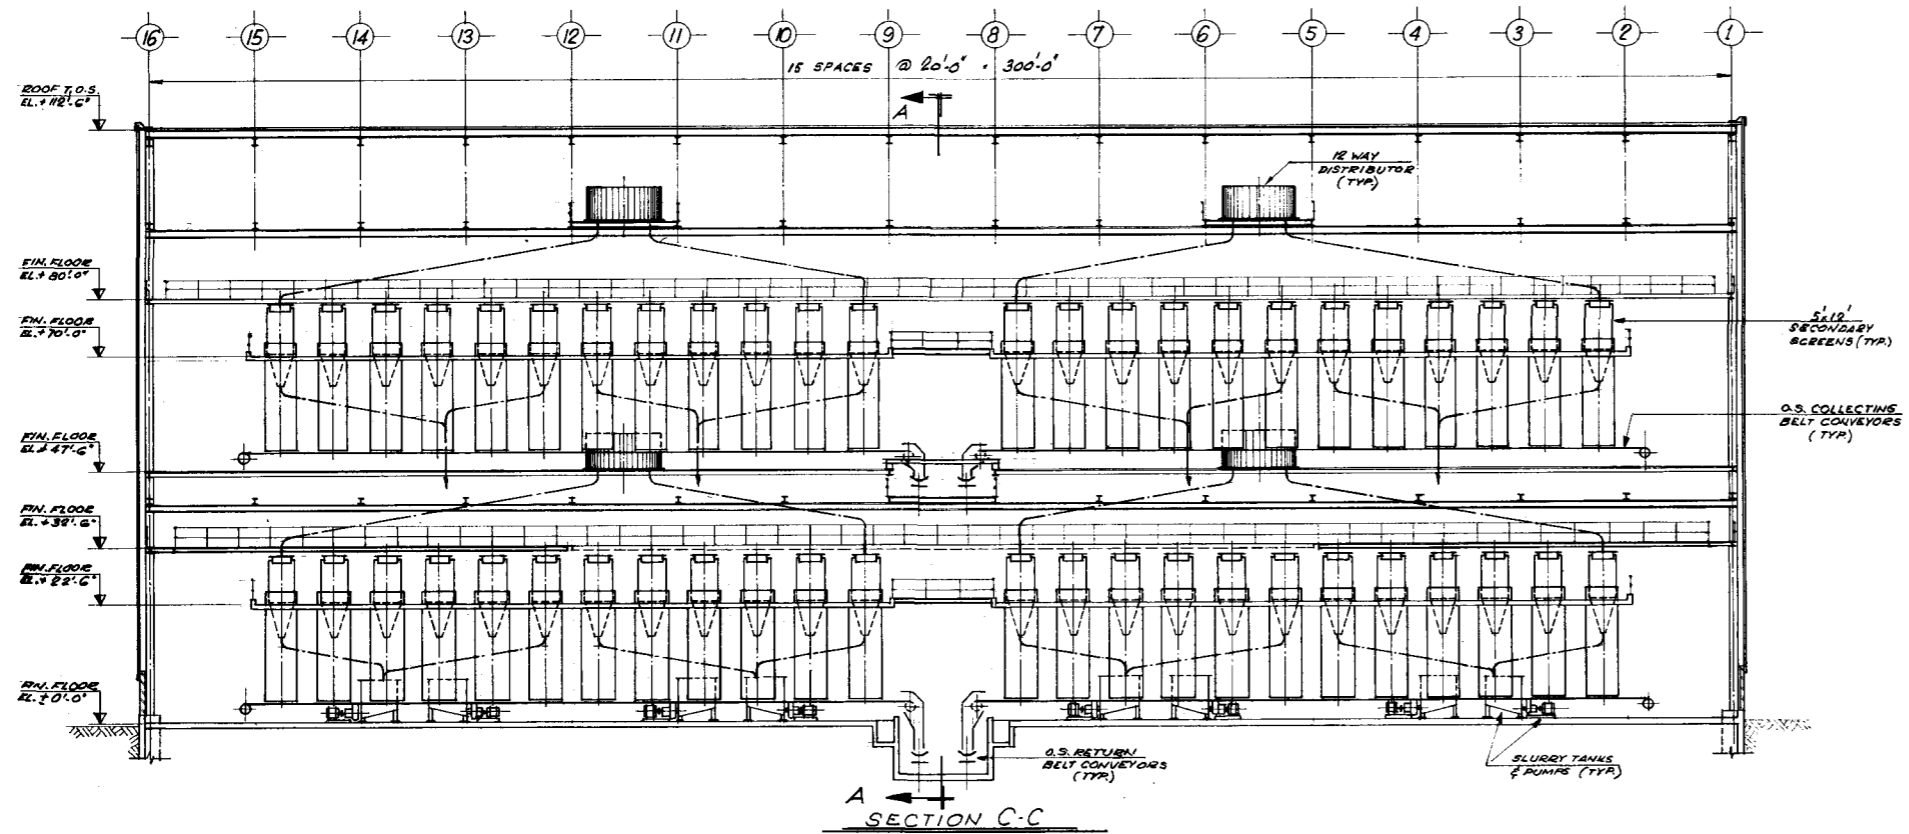 16 15 14 13 12 11 10 9 8 7 6 5 4 3 2 1
15 SPACES @ 20'-0" = 300'-0"
ROOF T.O.S.
EL. + 112'-6"
A
12 WAY
DISTRIBUTOR
(TYP.)
FIN. FLOOR
EL. + 80'-0"
FIN. FLOOR
EL. + 70'-0"
5'x12'
SECONDARY
SCREENS (TYP.)
O.S. COLLECTING
BELT CONVEYORS
(TYP.)
FIN. FLOOR
EL. + 47'-6"
FIN. FLOOR
EL. + 32'-6"
FIN. FLOOR
EL. + 22'-6"
FIN. FLOOR
EL. ± 0'-0"
O.S. RETURN
BELT CONVEYORS
(TYP.)
SLURRY TANKS
& PUMPS (TYP.)
A
SECTION C-C